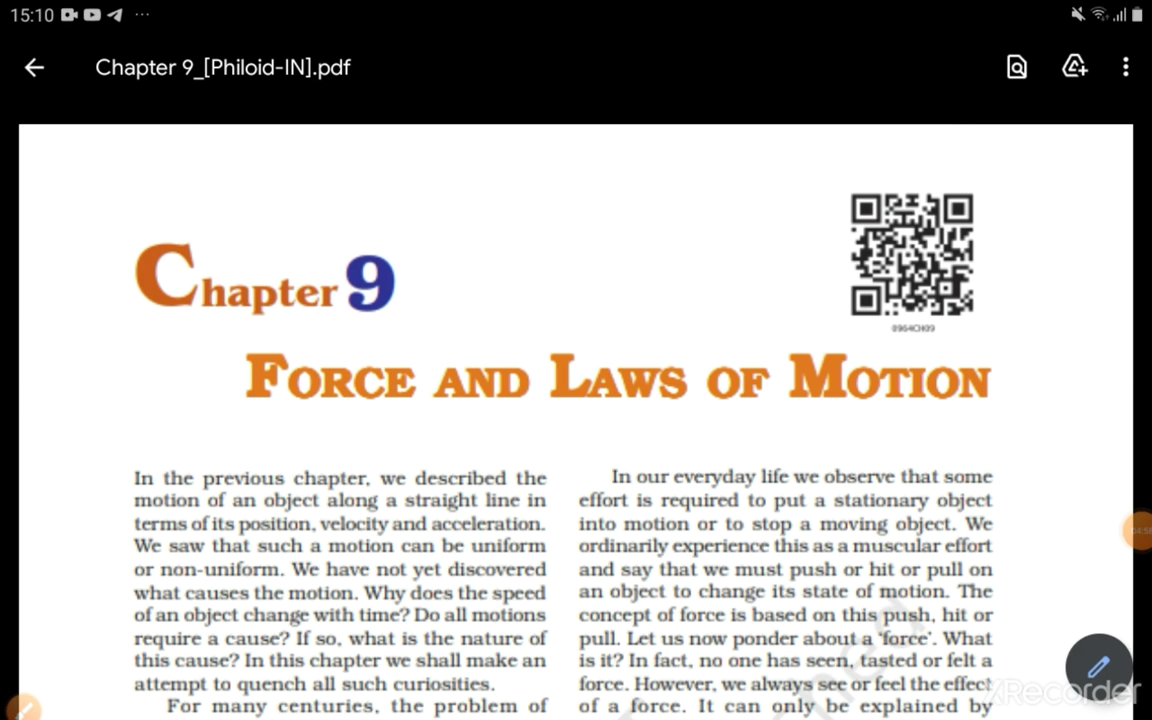 15:10
Chapter 9_[Philoid-IN].pdf
Chapter 9
0964CH09
FORCE AND LAWS OF MOTION
In the previous chapter, we described the
motion of an object along a straight line in
terms of its position, velocity and acceleration.
We saw that such a motion can be uniform
or non-uniform. We have not yet discovered
what causes the motion. Why does the speed
of an object change with time? Do all motions
require a cause? If so, what is the nature of
this cause? In this chapter we shall make an
attempt to quench all such curiosities.
For many centuries, the problem of
In our everyday life we observe that some
effort is required to put a stationary object
into motion or to stop a moving object. We
ordinarily experience this as a muscular effort
and say that we must push or hit or pull on
an object to change its state of motion. The
concept of force is based on this push, hit or
pull. Let us now ponder about a 'force'. What
is it? In fact, no one has seen, tasted or felt a
force. However, we always see or feel the effect
of a force. It can only be explained by
XRecorder